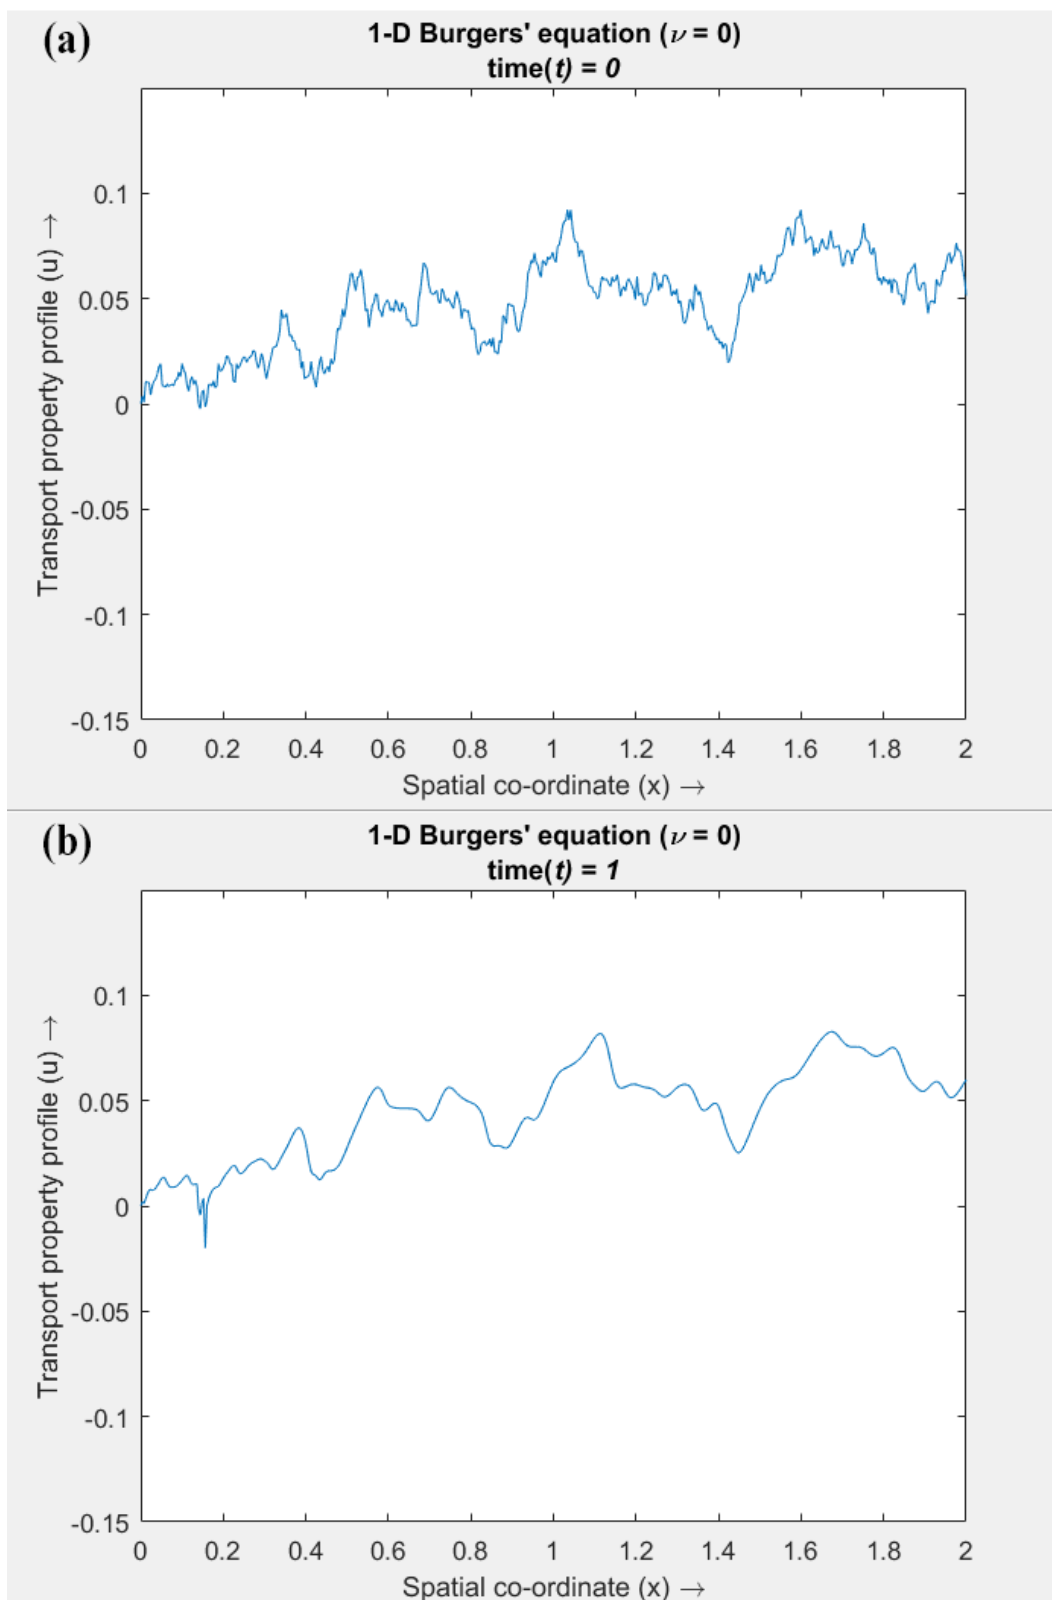 (a)
1-D Burgers' equation (ν = 0)
time(t) = 0
Transport property profile (u) →
0.1
0.05
0
-0.05
-0.1
-0.15
0 0.2 0.4 0.6 0.8 1 1.2 1.4 1.6 1.8 2
Spatial co-ordinate (x) →
(b)
1-D Burgers' equation (ν = 0)
time(t) = 1
Transport property profile (u) →
0.1
0.05
0
-0.05
-0.1
-0.15
0 0.2 0.4 0.6 0.8 1 1.2 1.4 1.6 1.8 2
Spatial co-ordinate (x) →